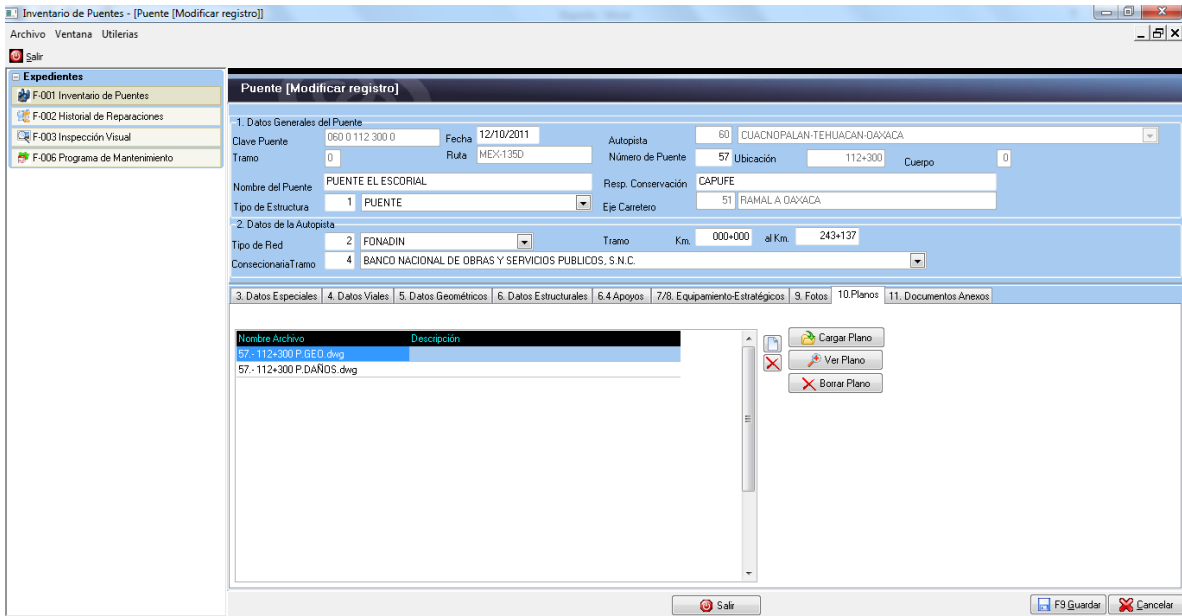 Inventario de Puentes - [Puente [Modificar registro]]
Archivo Ventana Utilerias
Salir
Expedientes
F-001 Inventario de Puentes
F-002 Historial de Reparaciones
F-003 Inspección Visual
F-006 Programa de Mantenimiento
Puente [Modificar registro]
1. Datos Generales del Puente
Clave Puente 060 0 112 300 0 Fecha 12/10/2011 Autopista 60 CUACNOPALAN-TEHUACAN-OAXACA
Tramo 0 Ruta MEX-135D Número de Puente 57 Ubicación 112+300 Cuerpo 0
Nombre del Puente PUENTE EL ESCORIAL Resp. Conservación CAPUFE
Tipo de Estructura 1 PUENTE Eje Carretero 51 RAMAL A OAXACA
2. Datos de la Autopista
Tipo de Red 2 FONADIN Tramo Km. 000+000 al Km. 243+137
ConsecionariaTramo 4 BANCO NACIONAL DE OBRAS Y SERVICIOS PUBLICOS, S.N.C.
3. Datos Especiales 4. Datos Viales 5. Datos Geométricos 6. Datos Estructurales 6.4 Apoyos 7/8. Equipamiento-Estratégicos 9. Fotos 10.Planos 11. Documentos Anexos
Nombre Archivo Descripción
57.- 112+300 P.GEO.dwg
57.- 112+300 P.DAÑOS.dwg
Cargar Plano
Ver Plano
Borrar Plano
Salir F9 Guardar Cancelar